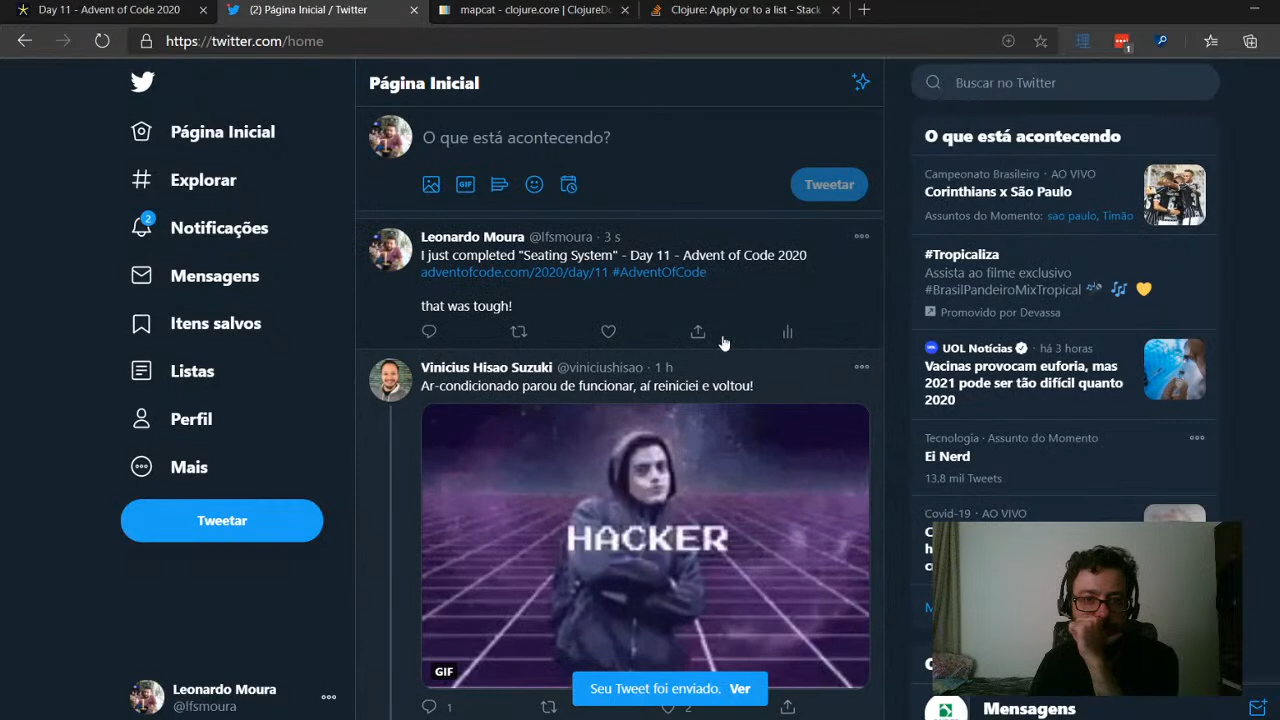 Day 11 - Advent of Code 2020
(2) Página Inicial / Twitter
mapcat - clojure.core | ClojureDo
Clojure: Apply or to a list - Stack
https://twitter.com/home
1
Página Inicial
Explorar
2
Notificações
Mensagens
Itens salvos
Listas
Perfil
Mais
Tweetar
Leonardo Moura
@lfsmoura
Página Inicial
O que está acontecendo?
GIF
Tweetar
Leonardo Moura @lfsmoura · 3 s
I just completed "Seating System" - Day 11 - Advent of Code 2020
adventofcode.com/2020/day/11 #AdventOfCode
that was tough!
Vinicius Hisao Suzuki @viniciushisao · 1 h
Ar-condicionado parou de funcionar, aí reiniciei e voltou!
HACKER
GIF
1
2
Seu Tweet foi enviado. Ver
Buscar no Twitter
O que está acontecendo
Campeonato Brasileiro · AO VIVO
Corinthians x São Paulo
Assuntos do Momento: sao paulo, Timão
#Tropicaliza
Assista ao filme exclusivo
#BrasilPandeiroMixTropical
Promovido por Devassa
UOL Notícias · há 3 horas
Vacinas provocam euforia, mas
2021 pode ser tão difícil quanto
2020
Tecnologia · Assunto do Momento
Ei Nerd
13,8 mil Tweets
Covid-19 · AO VIVO
Mensagens